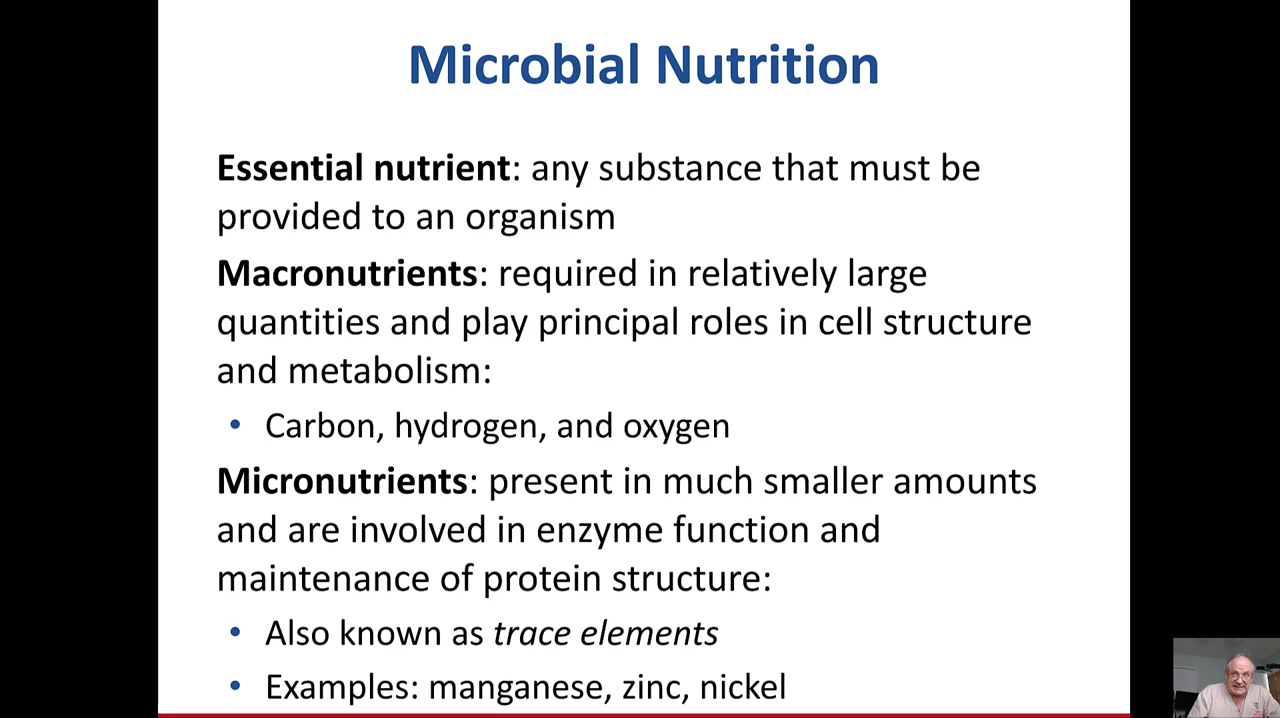 Microbial Nutrition
Essential nutrient: any substance that must be
provided to an organism
Macronutrients: required in relatively large
quantities and play principal roles in cell structure
and metabolism:
• Carbon, hydrogen, and oxygen
Micronutrients: present in much smaller amounts
and are involved in enzyme function and
maintenance of protein structure:
• Also known as trace elements
• Examples: manganese, zinc, nickel